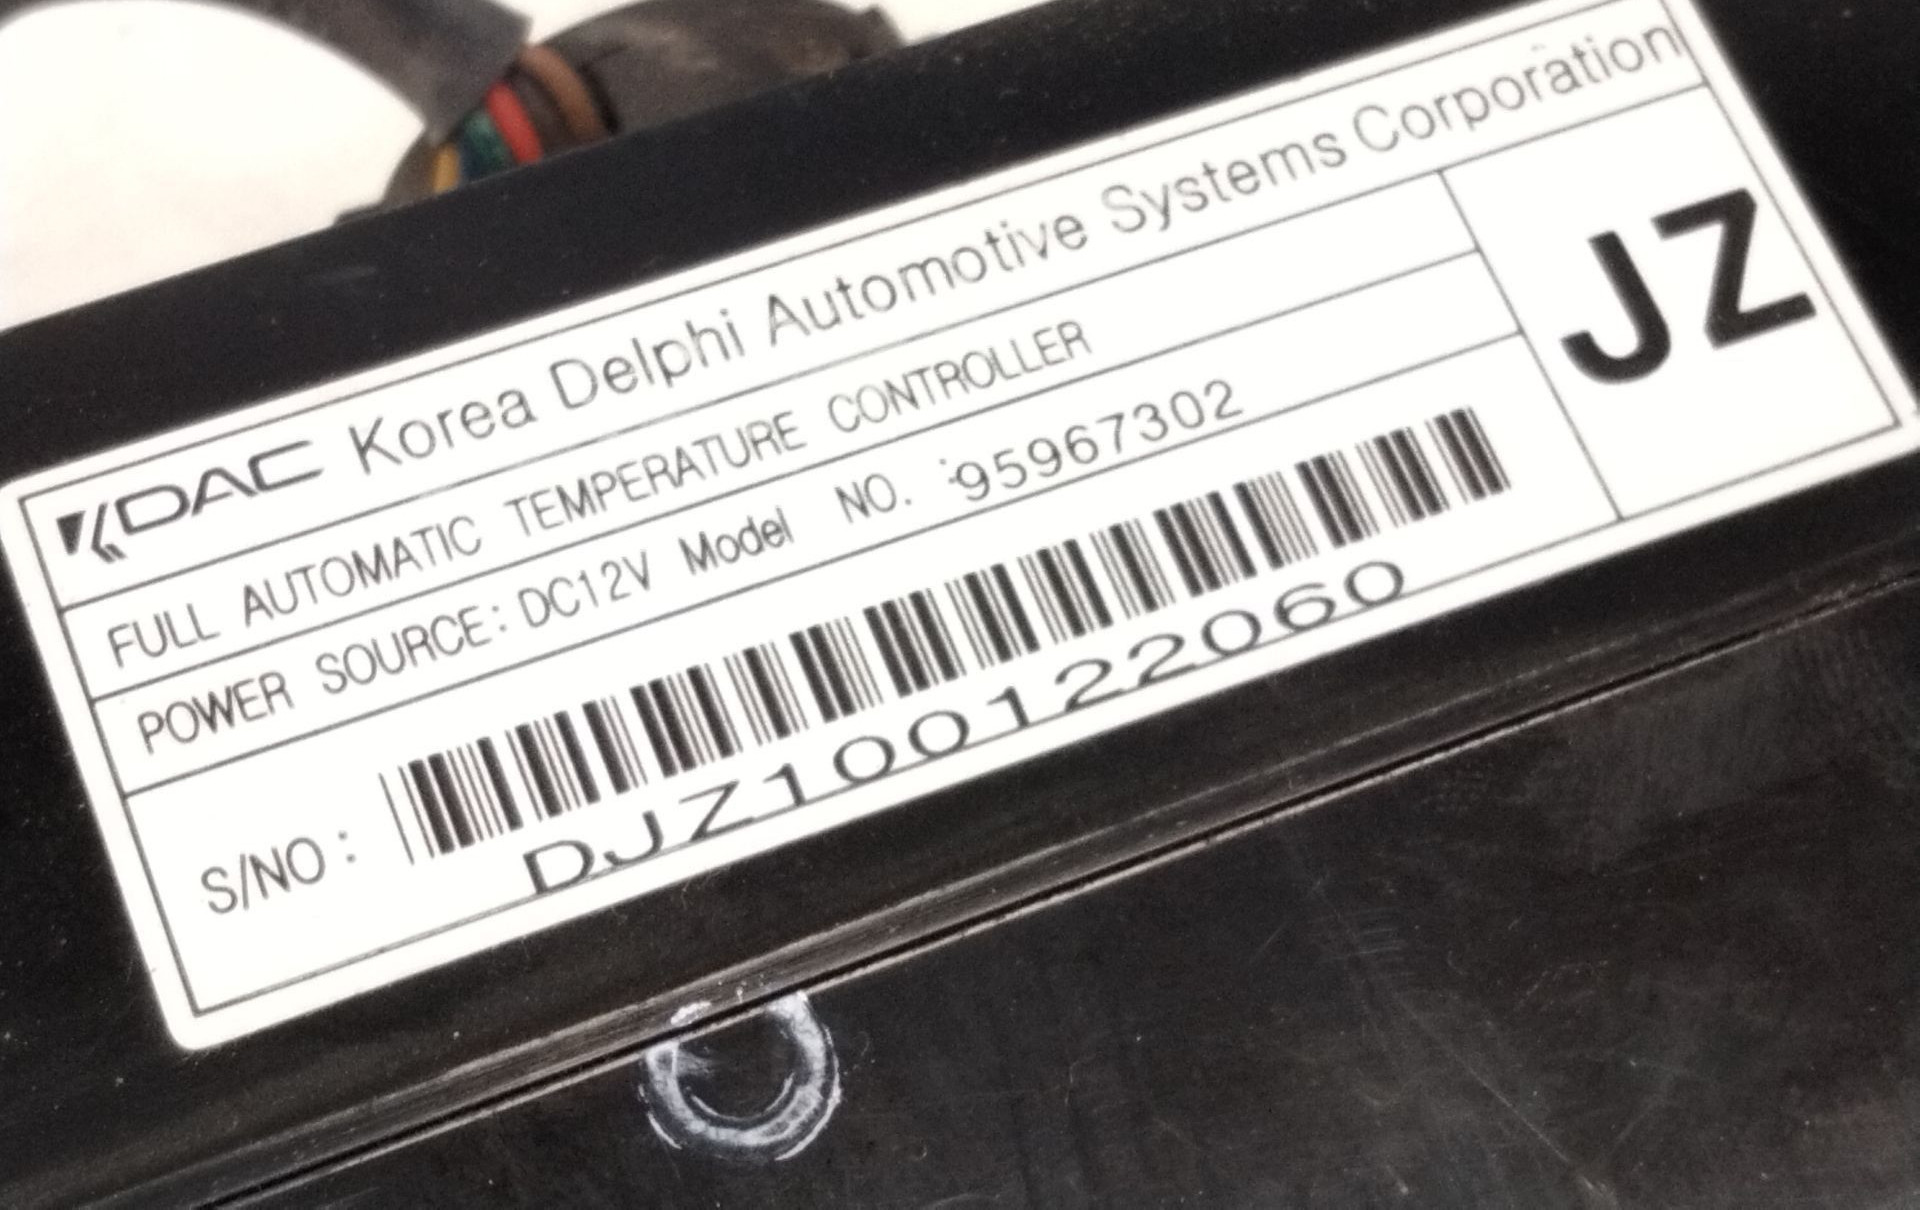 KDAC Korea Delphi Automotive Systems Corporation
FULL AUTOMATIC TEMPERATURE CONTROLLER
POWER SOURCE: DC12V Model NO. :95967302
JZ
S/NO :
DJZ100122060